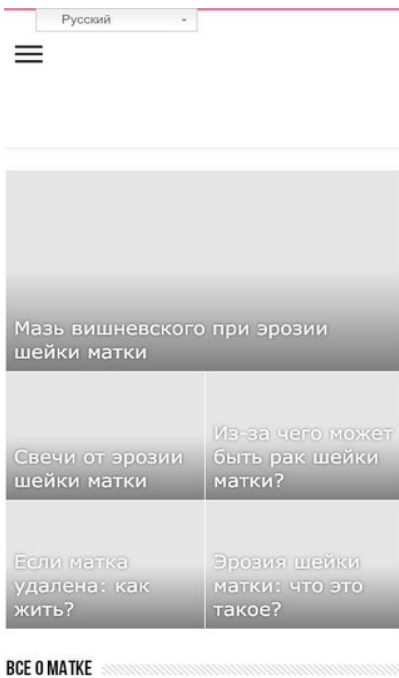 Русский
Мазь вишневского при эрозии
шейки матки
Свечи от эрозии
шейки матки
Из-за чего может
быть рак шейки
матки?
Если матка
удалена: как
жить?
Эрозия шейки
матки: что это
такое?
ВСЕ О МАТКЕ